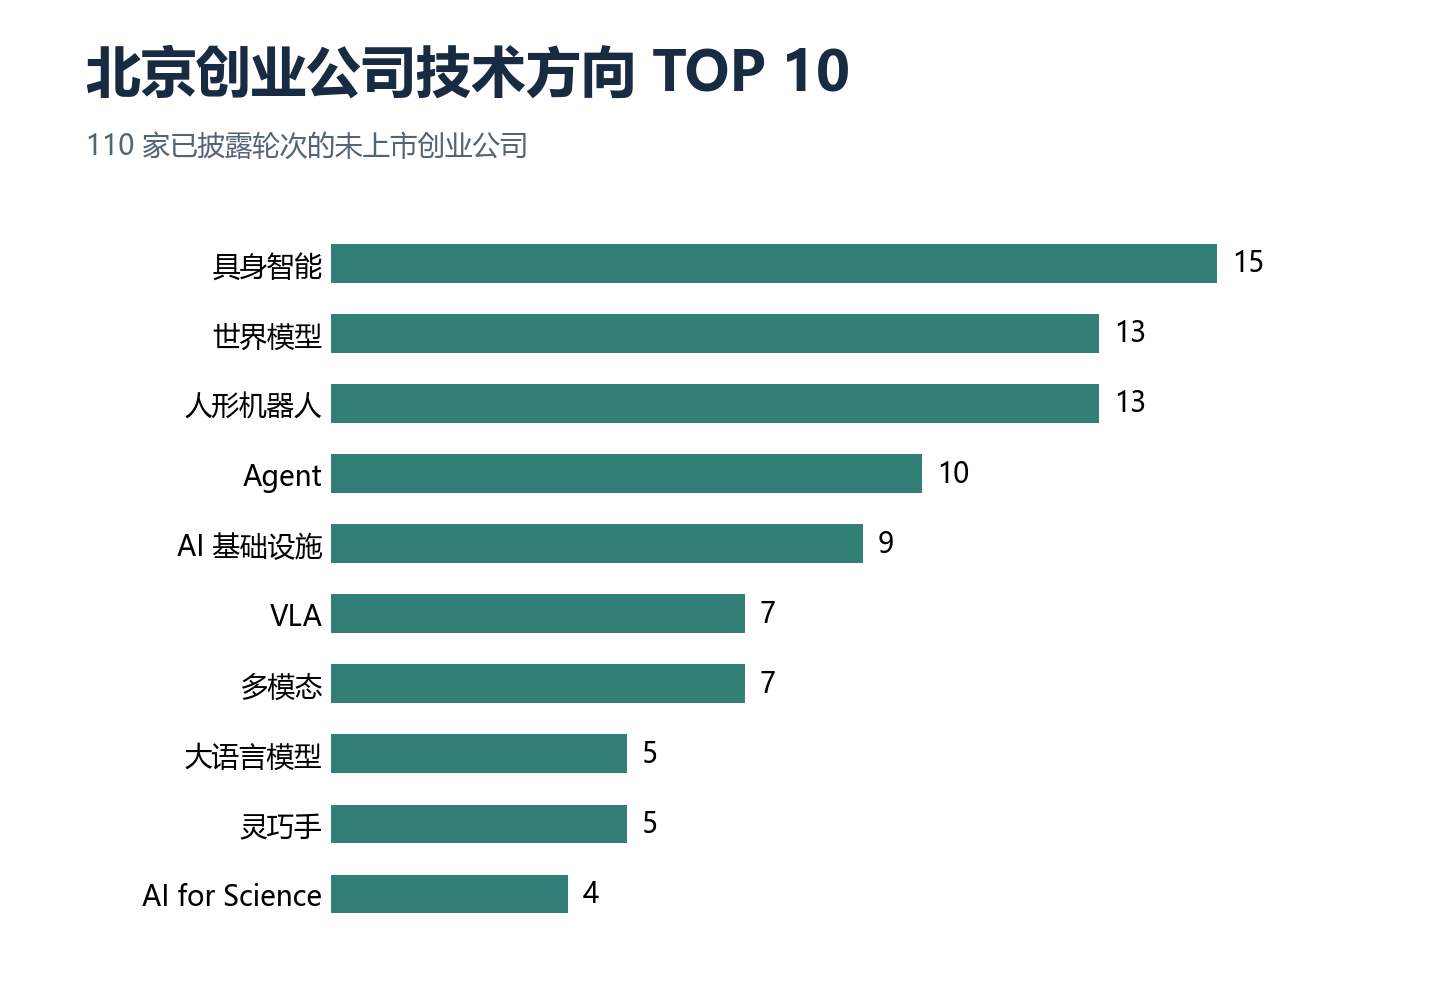 北京创业公司技术方向 TOP 10
110 家已披露轮次的未上市创业公司
具身智能 15
世界模型 13
人形机器人 13
Agent 10
AI 基础设施 9
VLA 7
多模态 7
大语言模型 5
灵巧手 5
AI for Science 4